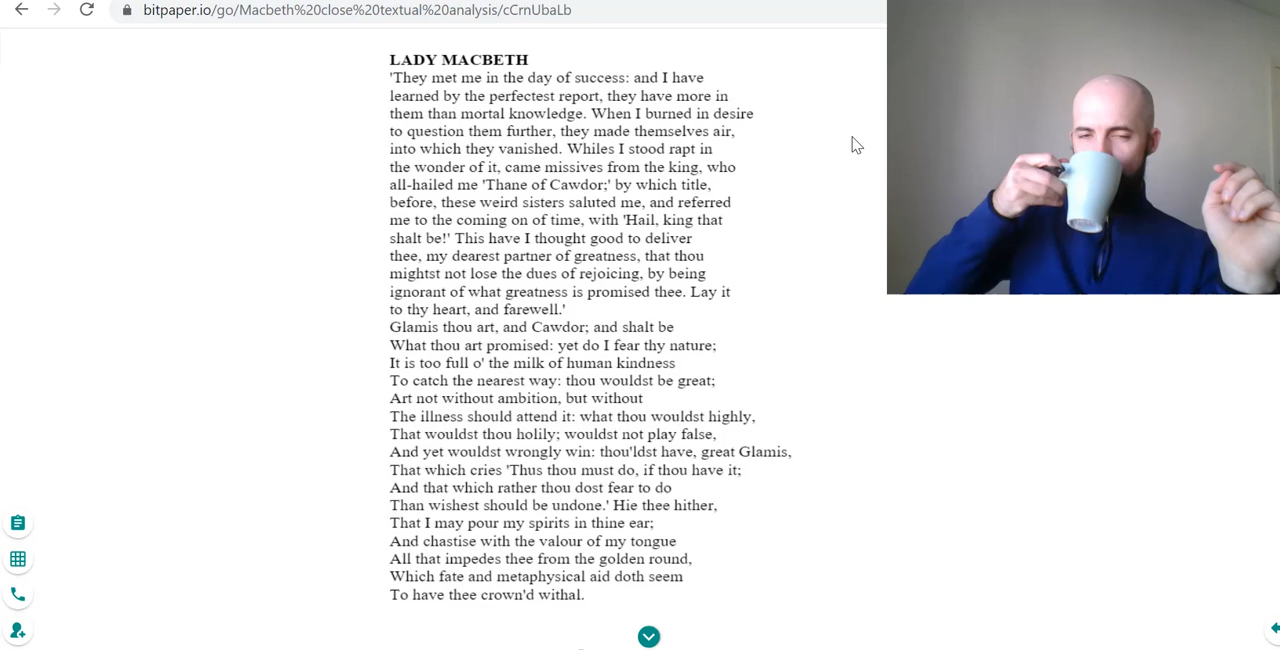 bitpaper.io/go/Macbeth%20close%20textual%20analysis/cCrnUbaLb
LADY MACBETH
'They met me in the day of success: and I have
learned by the perfectest report, they have more in
them than mortal knowledge. When I burned in desire
to question them further, they made themselves air,
into which they vanished. Whiles I stood rapt in
the wonder of it, came missives from the king, who
all-hailed me 'Thane of Cawdor;' by which title,
before, these weird sisters saluted me, and referred
me to the coming on of time, with 'Hail, king that
shalt be!' This have I thought good to deliver
thee, my dearest partner of greatness, that thou
mightst not lose the dues of rejoicing, by being
ignorant of what greatness is promised thee. Lay it
to thy heart, and farewell.'
Glamis thou art, and Cawdor; and shalt be
What thou art promised: yet do I fear thy nature;
It is too full o' the milk of human kindness
To catch the nearest way: thou wouldst be great;
Art not without ambition, but without
The illness should attend it: what thou wouldst highly,
That wouldst thou holily; wouldst not play false,
And yet wouldst wrongly win: thou'ldst have, great Glamis,
That which cries 'Thus thou must do, if thou have it;
And that which rather thou dost fear to do
Than wishest should be undone.' Hie thee hither,
That I may pour my spirits in thine ear;
And chastise with the valour of my tongue
All that impedes thee from the golden round,
Which fate and metaphysical aid doth seem
To have thee crown'd withal.